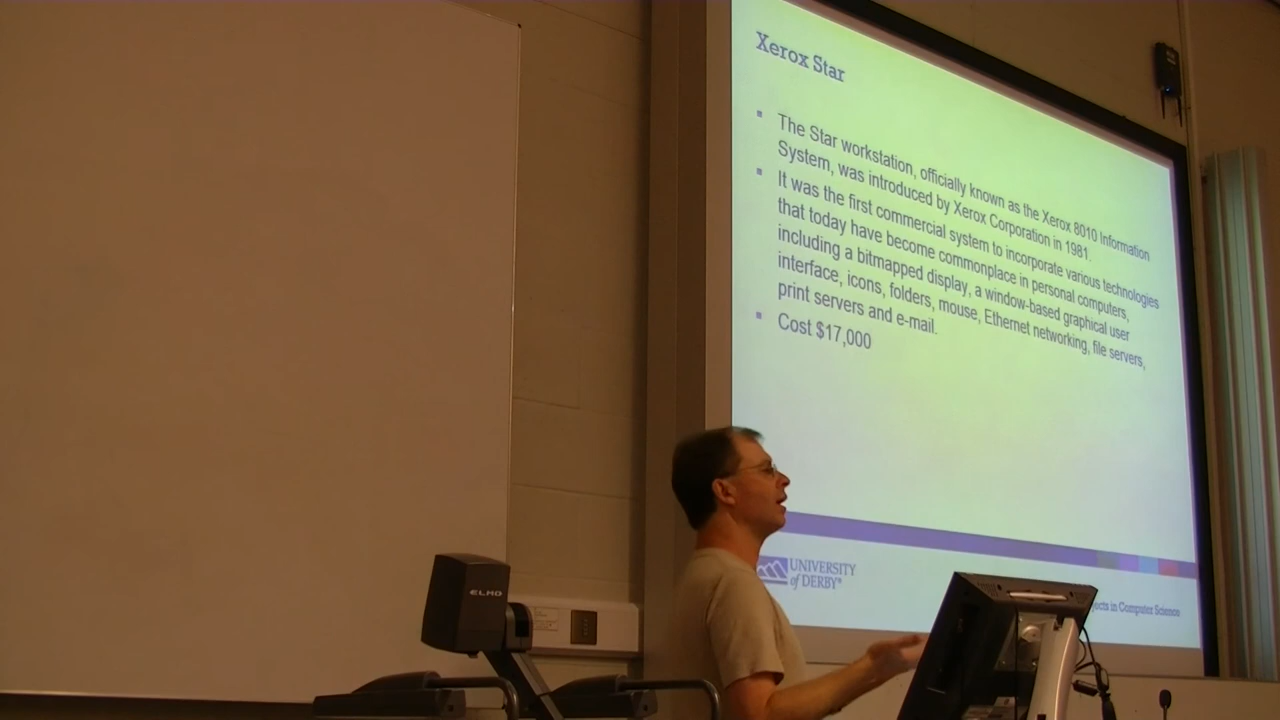 Xerox Star
The Star workstation, officially known as the Xerox 8010 Information
System, was introduced by Xerox Corporation in 1981.
It was the first commercial system to incorporate various technologies
that today have become commonplace in personal computers,
including a bitmapped display, a window-based graphical user
interface, icons, folders, mouse, Ethernet networking, file servers,
print servers and e-mail.
Cost $17,000
UNIVERSITY
of DERBY®
in Computer Science
ELMO